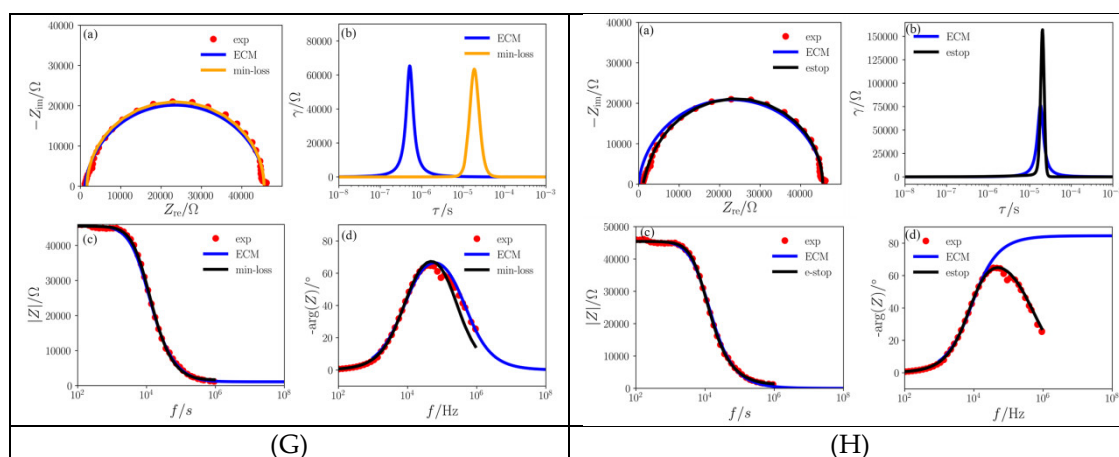 (a)
exp
ECM
min-loss
−Z_im/Ω
40000
30000
20000
10000
0
0 10000 20000 30000 40000
Z_re/Ω
(b)
ECM
min-loss
γ/Ω
80000
60000
40000
20000
0
10⁻⁸ 10⁻⁷ 10⁻⁶ 10⁻⁵ 10⁻⁴ 10⁻³
τ/s
(c)
exp
ECM
min-loss
|Z|/Ω
40000
30000
20000
10000
0
10² 10⁴ 10⁶ 10⁸
f/s
(d)
exp
ECM
min-loss
-arg(Z)/°
80
60
40
20
0
10² 10⁴ 10⁶ 10⁸
f/Hz
(G)
(a)
exp
ECM
estop
−Z_im/Ω
40000
30000
20000
10000
0
0 10000 20000 30000 40000
Z_re/Ω
(b)
ECM
estop
γ/Ω
150000
125000
100000
75000
50000
25000
0
10⁻⁸ 10⁻⁷ 10⁻⁶ 10⁻⁵ 10⁻⁴
τ/s
(c)
exp
ECM
e-stop
|Z|/Ω
50000
40000
30000
20000
10000
0
10² 10⁴ 10⁶ 10⁸
f/s
(d)
exp
ECM
estop
-arg(Z)/°
80
60
40
20
0
10² 10⁴ 10⁶ 10⁸
f/Hz
(H)